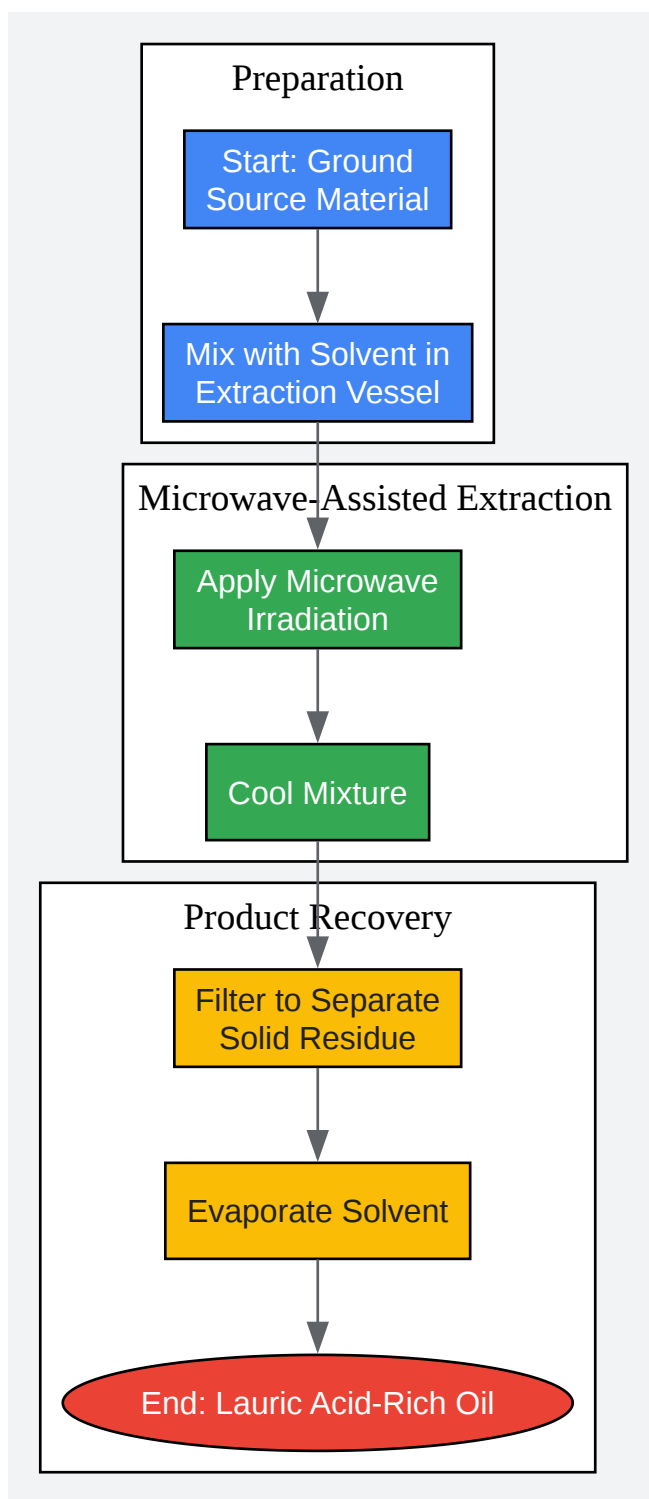 Preparation
Start: Ground
Source Material
Mix with Solvent in
Extraction Vessel
Microwave-Assisted Extraction
Apply Microwave
Irradiation
Cool Mixture
Product Recovery
Filter to Separate
Solid Residue
Evaporate Solvent
End: Lauric Acid-Rich Oil